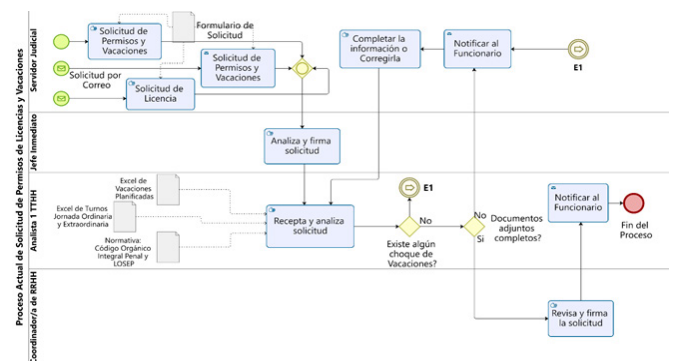 Proceso Actual de Solicitud de Permisos de Licencias y Vacaciones
Servidor Judicial
Solicitud de
Permisos y
Vacaciones
Formulario de
Solicitud
Solicitud por
Correo
Solicitud de
Permisos y
Vacaciones
Solicitud de
Licencia
Completar la
información o
Corregirla
Notificar al
Funcionario
E1
Jefe Inmediato
Analiza y firma
solicitud
Analista 1 TTHH
Excel de
Vacaciones
Planificadas
Excel de Turnos
Jornada Ordinaria
y Extraordinaria
Normativa:
Código Orgánico
Integral Penal y
LOSEP
Recepta y analiza
solicitud
E1
No
Existe algún
choque de
Vacaciones?
No
Si
Documentos
adjuntos
completos?
Notificar al
Funcionario
Fin del
Proceso
Coordinador/a de RRHH
Revisa y firma
la solicitud